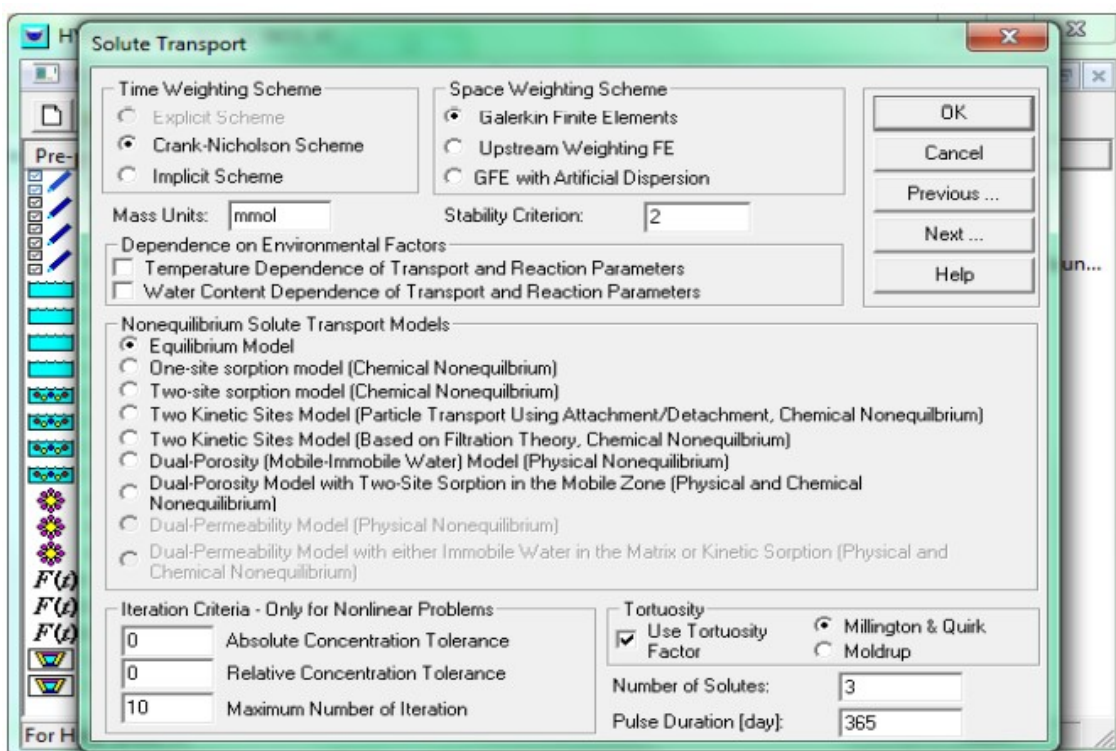 HY
Solute Transport
Time Weighting Scheme
Explicit Scheme
Crank-Nicholson Scheme
Implicit Scheme
Space Weighting Scheme
Galerkin Finite Elements
Upstream Weighting FE
GFE with Artificial Dispersion
OK
Cancel
Previous ...
Next ...
Help
Pre-p
Mass Units: mmol
Stability Criterion: 2
Dependence on Environmental Factors
Temperature Dependence of Transport and Reaction Parameters
Water Content Dependence of Transport and Reaction Parameters
un...
Nonequilibrium Solute Transport Models
Equilibrium Model
One-site sorption model (Chemical Nonequilbrium)
Two-site sorption model (Chemical Nonequilbrium)
Two Kinetic Sites Model (Particle Transport Using Attachment/Detachment, Chemical Nonequilbrium)
Two Kinetic Sites Model (Based on Filtration Theory, Chemical Nonequilbrium)
Dual-Porosity (Mobile-Immobile Water) Model (Physical Nonequilibrium)
Dual-Porosity Model with Two-Site Sorption in the Mobile Zone (Physical and Chemical
Nonequilibrium)
Dual-Permeability Model (Physical Nonequilibrium)
Dual-Permeability Model with either Immobile Water in the Matrix or Kinetic Sorption (Physical and
Chemical Nonequilibrium)
F(t)
F(t)
F(t)
Iteration Criteria - Only for Nonlinear Problems
0 Absolute Concentration Tolerance
0 Relative Concentration Tolerance
10 Maximum Number of Iteration
Tortuosity
Use Tortuosity
Factor
Millington & Quirk
Moldrup
Number of Solutes: 3
Pulse Duration [day]: 365
For H